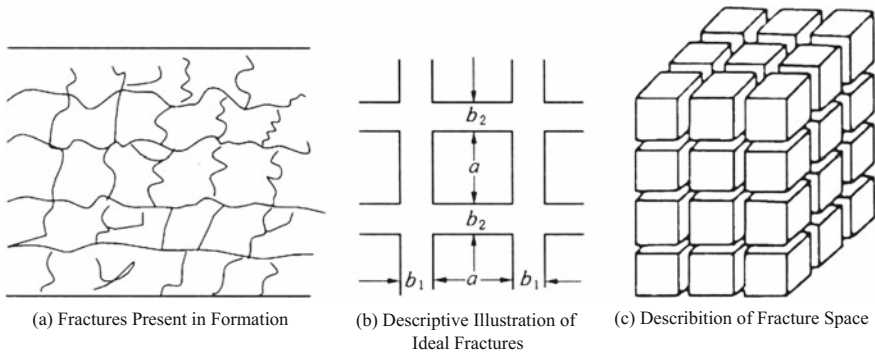 b₂
a
b₂
b₁
a
b₁
(a) Fractures Present in Formation
(b) Descriptive Illustration of
Ideal Fractures
(c) Describition of Fracture Space